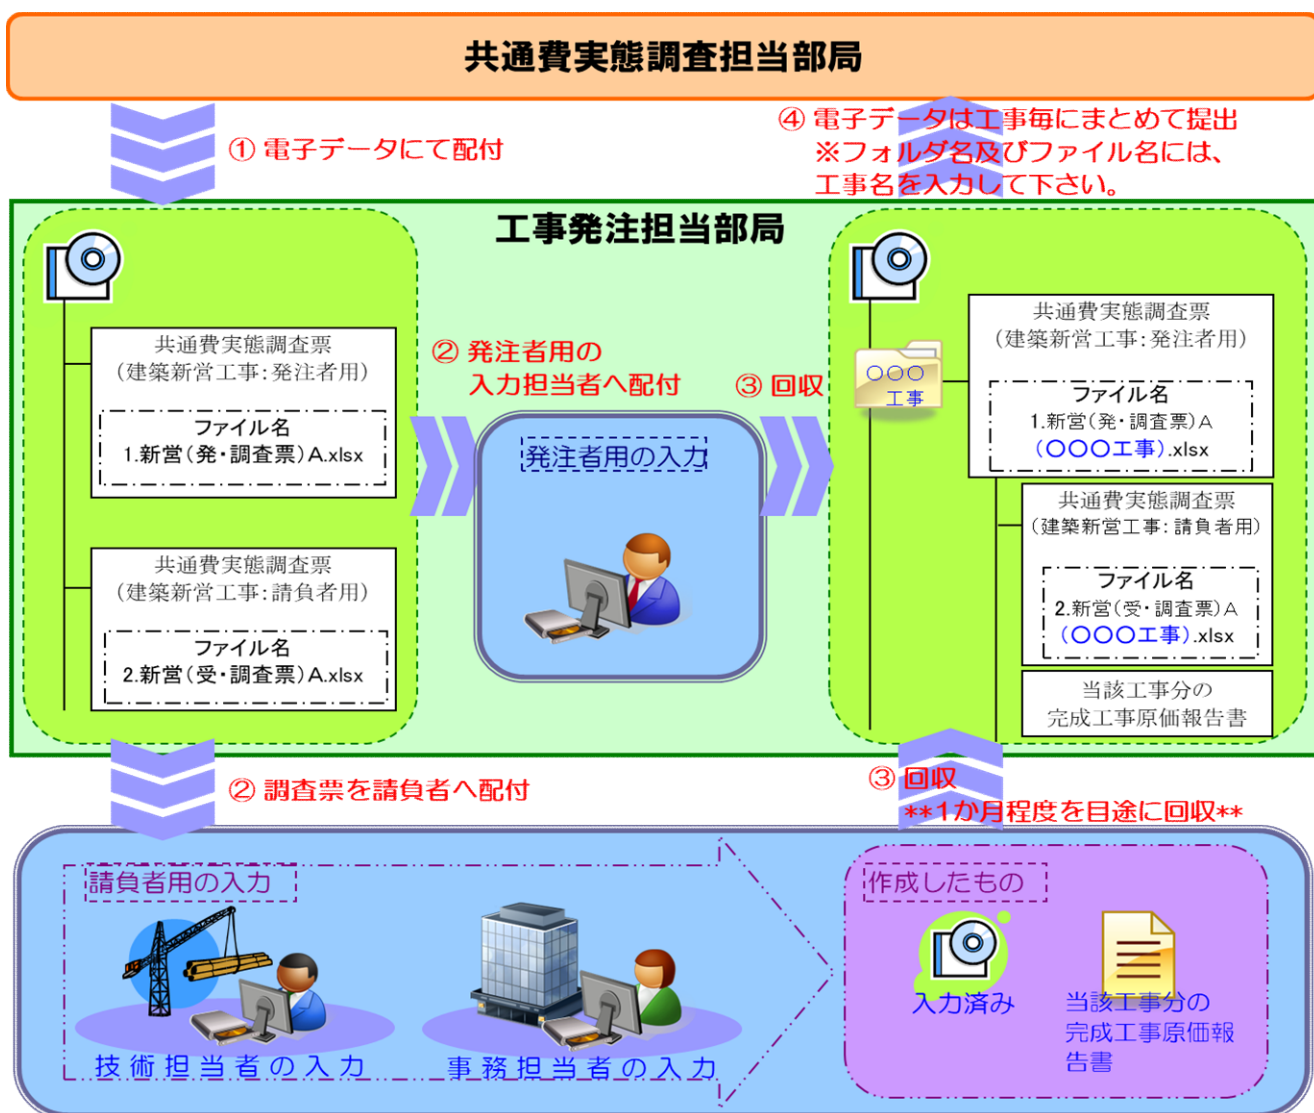 共通費実態調査担当部局
① 電子データにて配付
④ 電子データは工事毎にまとめて提出
※フォルダ名及びファイル名には、
工事名を入力して下さい。
工事発注担当部局
共通費実態調査票
(建築新営工事:発注者用)
ファイル名
1.新営(発・調査票)A.xlsx
共通費実態調査票
(建築新営工事:請負者用)
ファイル名
2.新営(受・調査票)A.xlsx
② 発注者用の
入力担当者へ配付
発注者用の入力
③ 回収
〇〇〇
工事
共通費実態調査票
(建築新営工事:発注者用)
ファイル名
1.新営(発・調査票)A
(〇〇〇工事).xlsx
共通費実態調査票
(建築新営工事:請負者用)
ファイル名
2.新営(受・調査票)A
(〇〇〇工事).xlsx
当該工事分の
完成工事原価報告書
② 調査票を請負者へ配付
③ 回収
**1か月程度を目途に回収**
請負者用の入力
技術担当者の入力
事務担当者の入力
作成したもの
入力済み
当該工事分の
完成工事原価報
告書